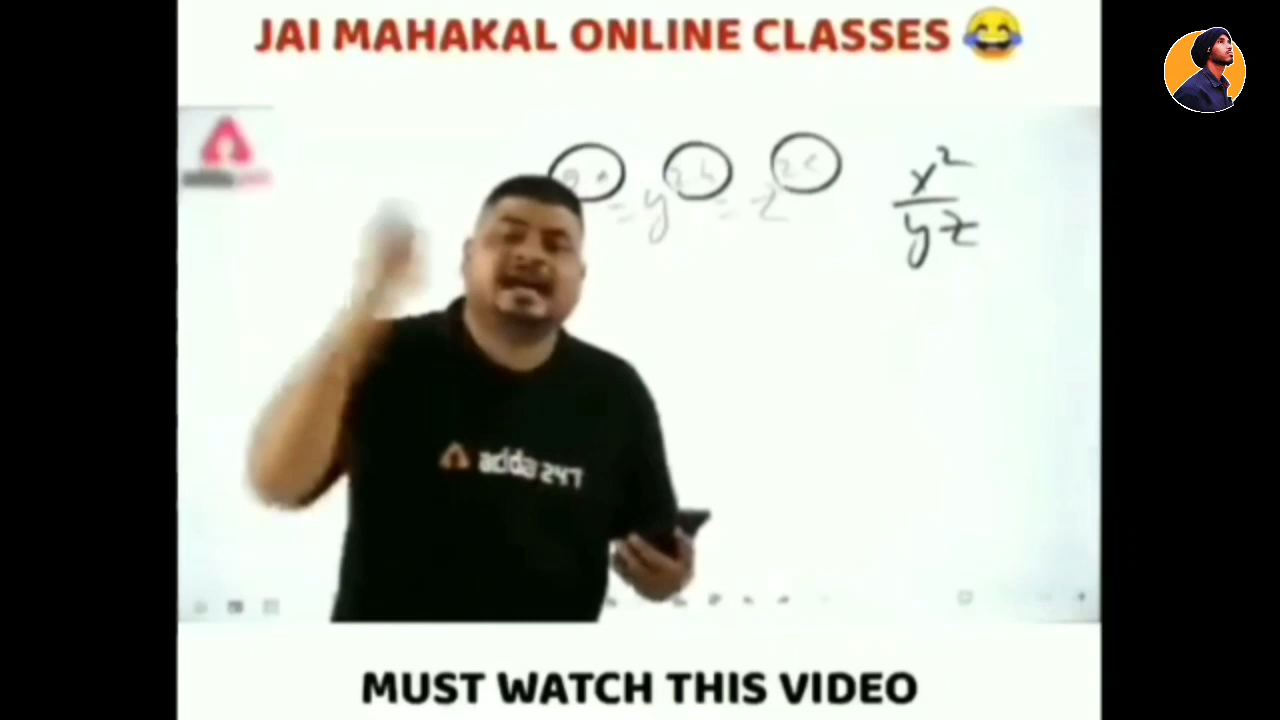 JAI MAHAKAL ONLINE CLASSES 😂
= y = z
x²
yz
adda 247
MUST WATCH THIS VIDEO